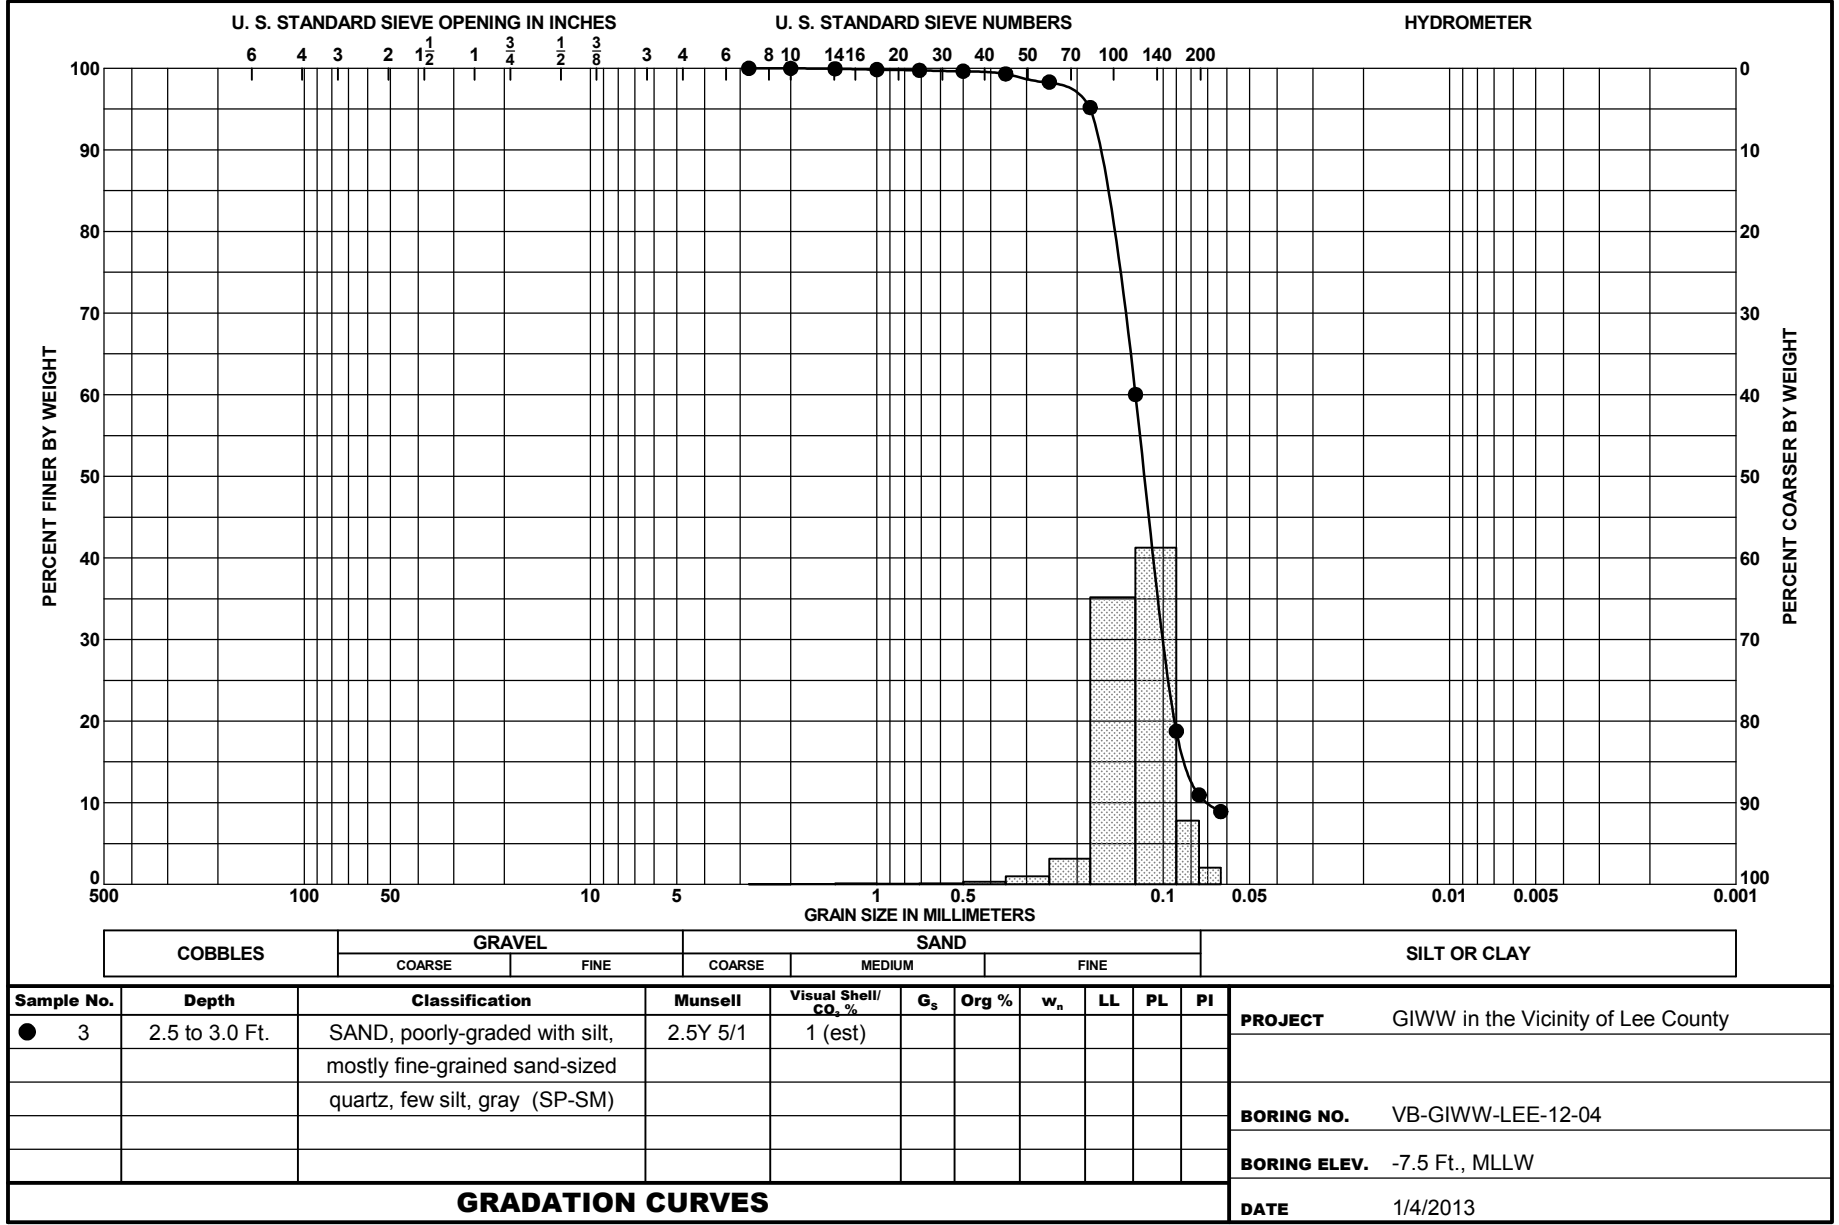 U. S. STANDARD SIEVE OPENING IN INCHES U. S. STANDARD SIEVE NUMBERS HYDROMETER
6 4 3 2 1 1/2 1 3/4 1/2 3/8 3 4 6 8 10 14 16 20 30 40 50 70 100 140 200
100 0
90 10
80 20
70 30
60 40
50 50
40 60
30 70
20 80
10 90
0 100
PERCENT FINER BY WEIGHT
PERCENT COARSER BY WEIGHT
500 100 50 10 5 1 0.5 0.1 0.05 0.01 0.005 0.001
GRAIN SIZE IN MILLIMETERS
COBBLES GRAVEL SAND SILT OR CLAY
COARSE FINE COARSE MEDIUM FINE
Sample No. Depth Classification Munsell Visual Shell/ CO₃ % Gs Org % wn LL PL PI
3 2.5 to 3.0 Ft. SAND, poorly-graded with silt, 2.5Y 5/1 1 (est)
mostly fine-grained sand-sized
quartz, few silt, gray (SP-SM)
GRADATION CURVES
PROJECT GIWW in the Vicinity of Lee County
BORING NO. VB-GIWW-LEE-12-04
BORING ELEV. -7.5 Ft., MLLW
DATE 1/4/2013